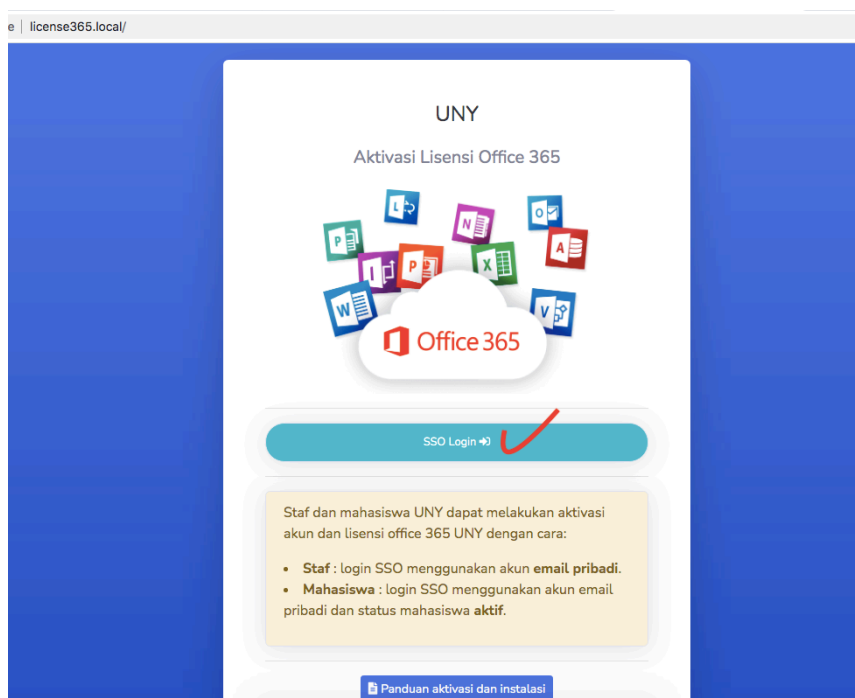 e | license365.local/
UNY
Aktivasi Lisensi Office 365
L
N
O
P
A
I
P
X
W
V
Office 365
SSO Login
Staf dan mahasiswa UNY dapat melakukan aktivasi
akun dan lisensi office 365 UNY dengan cara:
• Staf : login SSO menggunakan akun email pribadi.
• Mahasiswa : login SSO menggunakan akun email
pribadi dan status mahasiswa aktif.
Panduan aktivasi dan instalasi